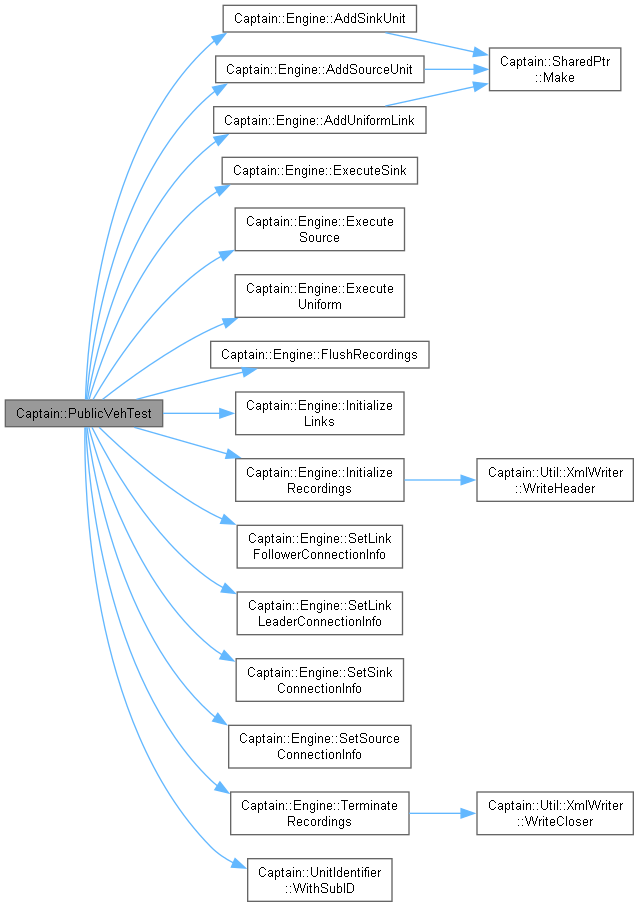 Captain::Engine::AddSinkUnit
Captain::SharedPtr
::Make
Captain::Engine::AddSourceUnit
Captain::Engine::AddUniformLink
Captain::Engine::ExecuteSink
Captain::Engine::Execute
Source
Captain::Engine::Execute
Uniform
Captain::Engine::FlushRecordings
Captain::PublicVehTest
Captain::Engine::Initialize
Links
Captain::Engine::Initialize
Recordings
Captain::Util::XmlWriter
::WriteHeader
Captain::Engine::SetLink
FollowerConnectionInfo
Captain::Engine::SetLink
LeaderConnectionInfo
Captain::Engine::SetSink
ConnectionInfo
Captain::Engine::SetSource
ConnectionInfo
Captain::Engine::Terminate
Recordings
Captain::Util::XmlWriter
::WriteCloser
Captain::UnitIdentifier
::WithSubID